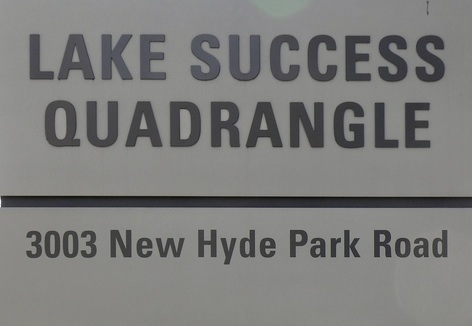 LAKE SUCCESS
QUADRANGLE
3003 New Hyde Park Road